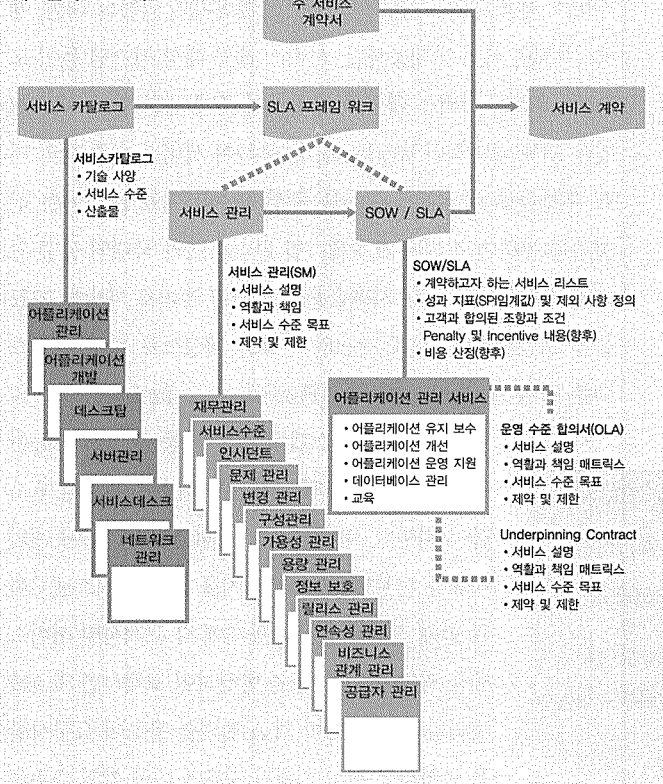 주 서비스
계약서
서비스 카탈로그
SLA 프레임 워크
서비스 계약
서비스카탈로그
• 기술 사양
• 서비스 수준
• 산출물
서비스 관리
SOW / SLA
서비스 관리(SM)
• 서비스 설명
• 역활과 책임
• 서비스 수준 목표
• 제약 및 제한
SOW/SLA
• 계약하고자 하는 서비스 리스트
• 성과 지표(SPI임계값) 및 제외 사항 정의
• 고객과 합의된 조항과 조건
Penalty 및 Incentive 내용(향후)
• 비용 산정(향후)
어플리케이션
관리
어플리케이션
개발
데스크탑
서버관리
서비스데스크
네트워크
관리
재무관리
서비스수준
인시던트
문제 관리
변경 관리
구성관리
가용성 관리
용량 관리
정보 보호
릴리스 관리
연속성 관리
비즈니스
관계 관리
공급자 관리
어플리케이션 관리 서비스
• 어플리케이션 유지 보수
• 어플리케이션 개선
• 어플리케이션 운영 지원
• 데이터베이스 관리
• 교육
운영 수준 합의서(OLA)
• 서비스 설명
• 역활과 책임 매트릭스
• 서비스 수준 목표
• 제약 및 제한
Underpinning Contract
• 서비스 설명
• 역활과 책임 매트릭스
• 서비스 수준 목표
• 제약 및 제한